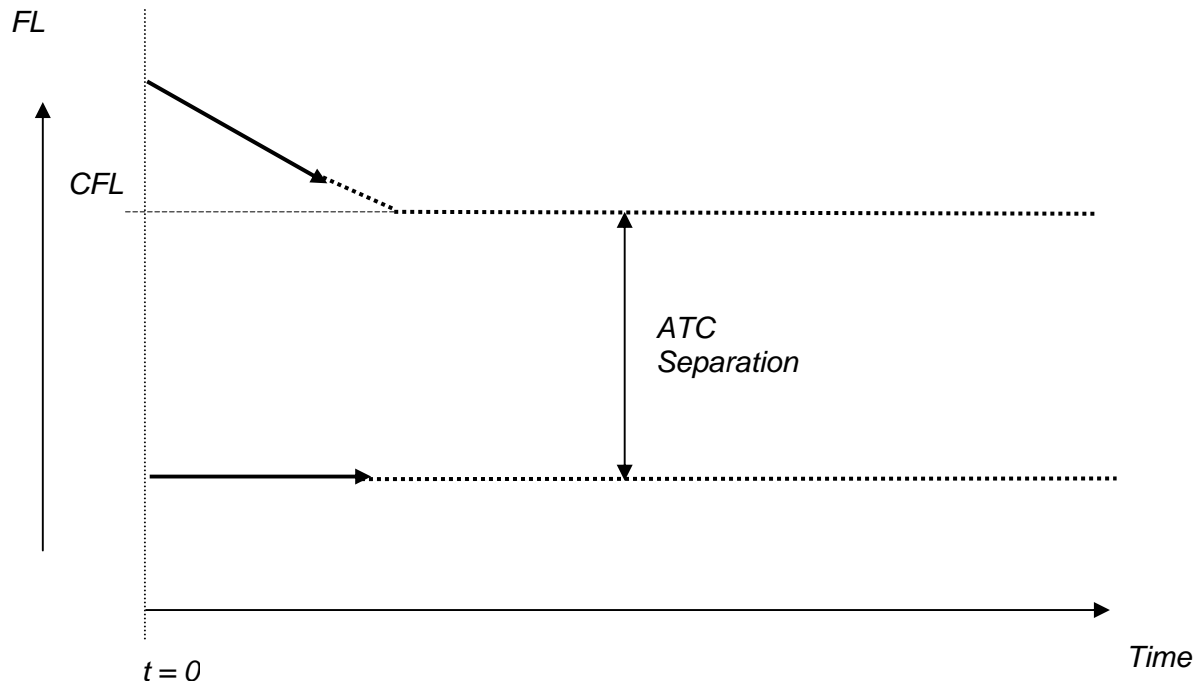 FL
CFL
ATC
Separation
Time
t = 0